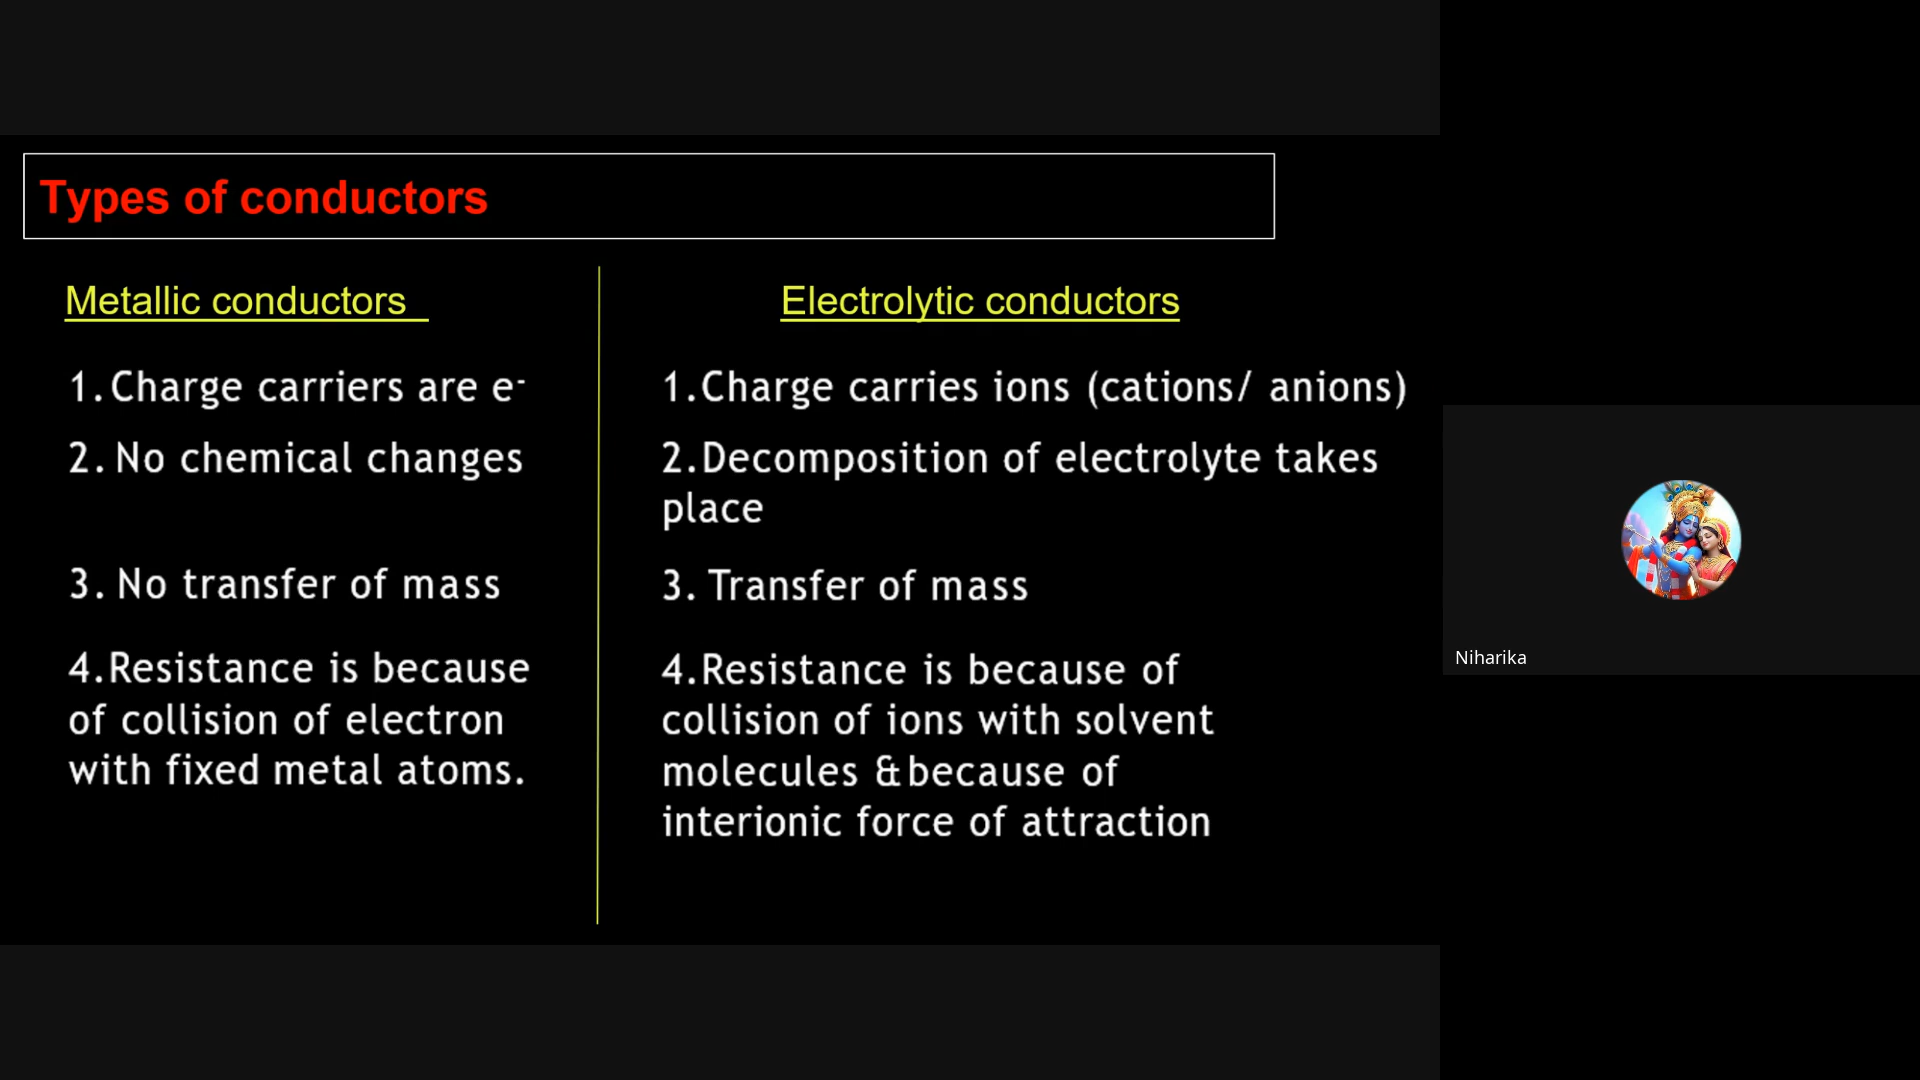 Types of conductors
Metallic conductors
1. Charge carriers are e-
2. No chemical changes
3. No transfer of mass
4.Resistance is because
of collision of electron
with fixed metal atoms.
Electrolytic conductors
1.Charge carries ions (cations/ anions)
2.Decomposition of electrolyte takes
place
3. Transfer of mass
4.Resistance is because of
collision of ions with solvent
molecules &because of
interionic force of attraction
Niharika